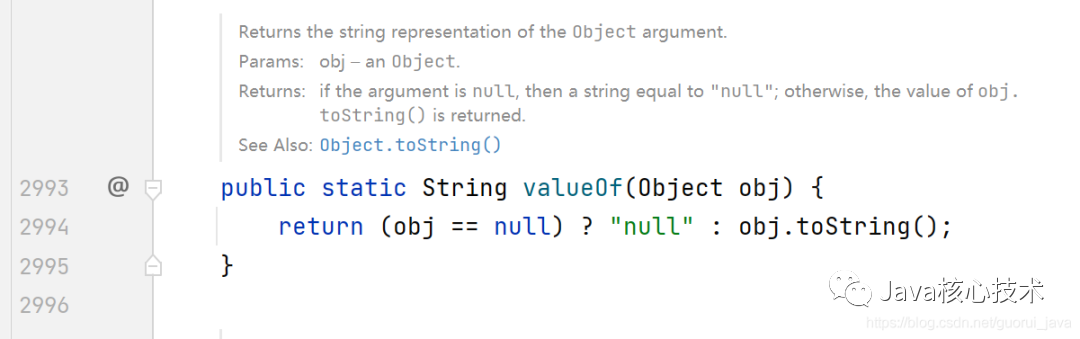 Returns the string representation of the Object argument.
Params: obj – an Object.
Returns: if the argument is null, then a string equal to "null"; otherwise, the value of obj.
toString() is returned.
See Also: Object.toString()
2993 @ public static String valueOf(Object obj) {
2994 return (obj == null) ? "null" : obj.toString();
2995 }
2996
Java核心技术
https://blog.csdn.net/guorui_java